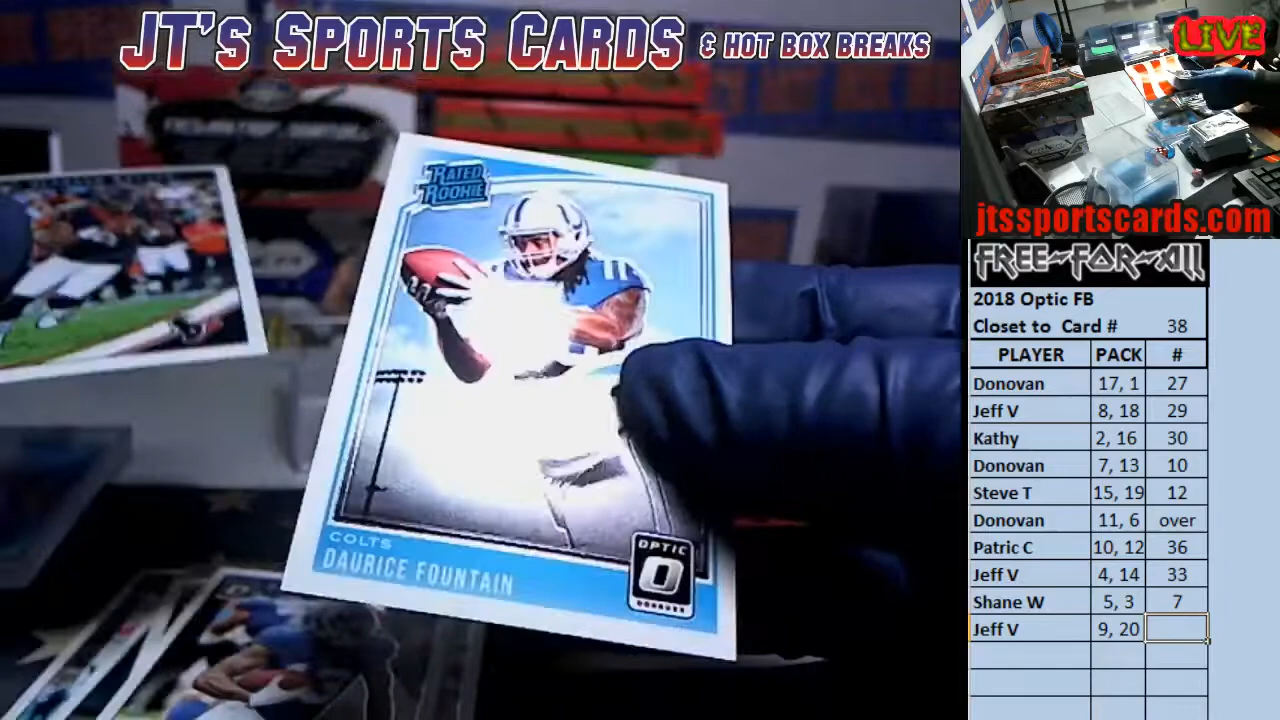 JT's Sports Cards & Hot Box Breaks
LIVE
jtssportscards.com
FREE-FOR-ALL
2018 Optic FB
Closet to Card # 38
PLAYER PACK #
Donovan 17, 1 27
Jeff V 8, 18 29
Kathy 2, 16 30
Donovan 7, 13 10
Steve T 15, 19 12
Donovan 11, 6 over
Patric C 10, 12 36
Jeff V 4, 14 33
Shane W 5, 3 7
Jeff V 9, 20
RATED
ROOKIE
COLTS
DAURICE FOUNTAIN
OPTIC
DONRUSS